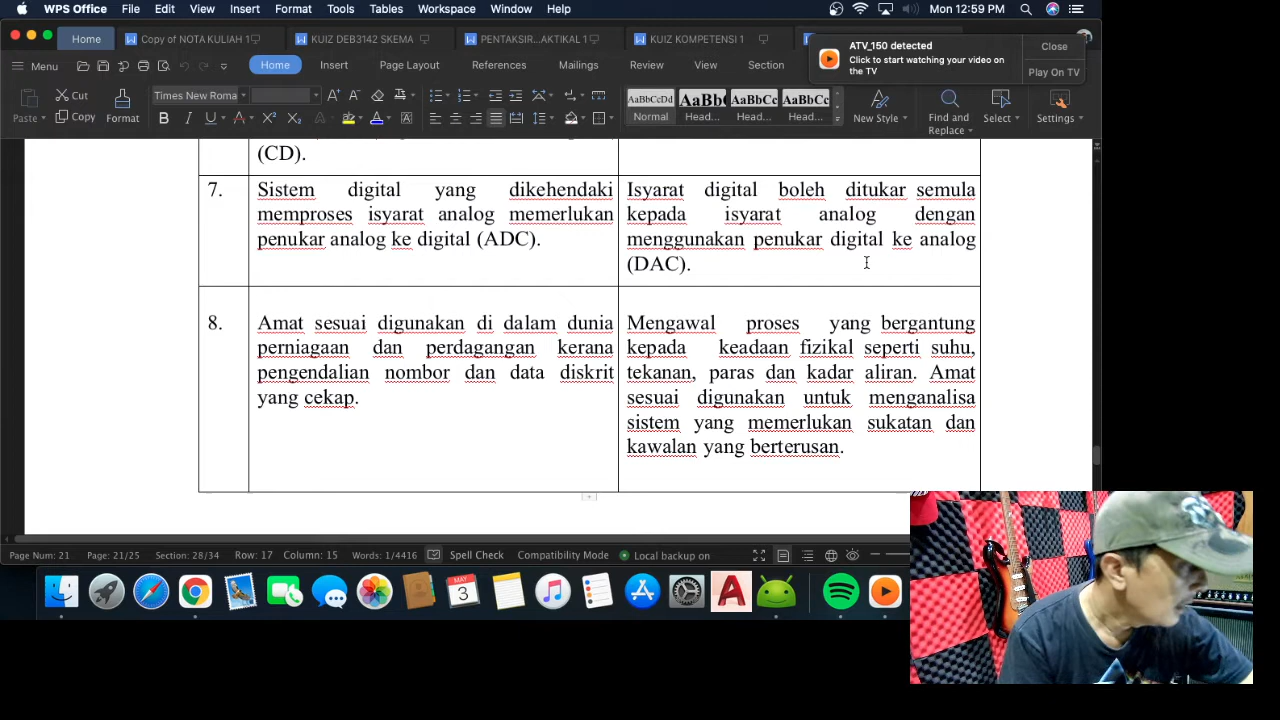 WPS Office File Edit View Insert Format Tools Tables Workspace Window Help Mon 12:59 PM
Home Copy of NOTA KULIAH 1 KUIZ DEB3142 SKEMA PENTAKSIR...AKTIKAL 1 KUIZ KOMPETENSI 1
ATV_150 detected
Click to start watching your video on
the TV
Close
Play On TV
Menu Home Insert Page Layout References Mailings Review View Section
Paste Cut Copy Format Times New Roma
AaBbCcDd AaBb AaBbCc AaBbCc
Normal Head... Head... Head... New Style Find and
Replace Select Settings
(CD).
7.
Sistem digital yang dikehendaki
memproses isyarat analog memerlukan
penukar analog ke digital (ADC).
Isyarat digital boleh ditukar semula
kepada isyarat analog dengan
menggunakan penukar digital ke analog
(DAC).
8.
Amat sesuai digunakan di dalam dunia
perniagaan dan perdagangan kerana
pengendalian nombor dan data diskrit
yang cekap.
Mengawal proses yang bergantung
kepada keadaan fizikal seperti suhu,
tekanan, paras dan kadar aliran. Amat
sesuai digunakan untuk menganalisa
sistem yang memerlukan sukatan dan
kawalan yang berterusan.
Page Num: 21 Page: 21/25 Section: 28/34 Row: 17 Column: 15 Words: 1/4416 Spell Check Compatibility Mode Local backup on
MAY
3